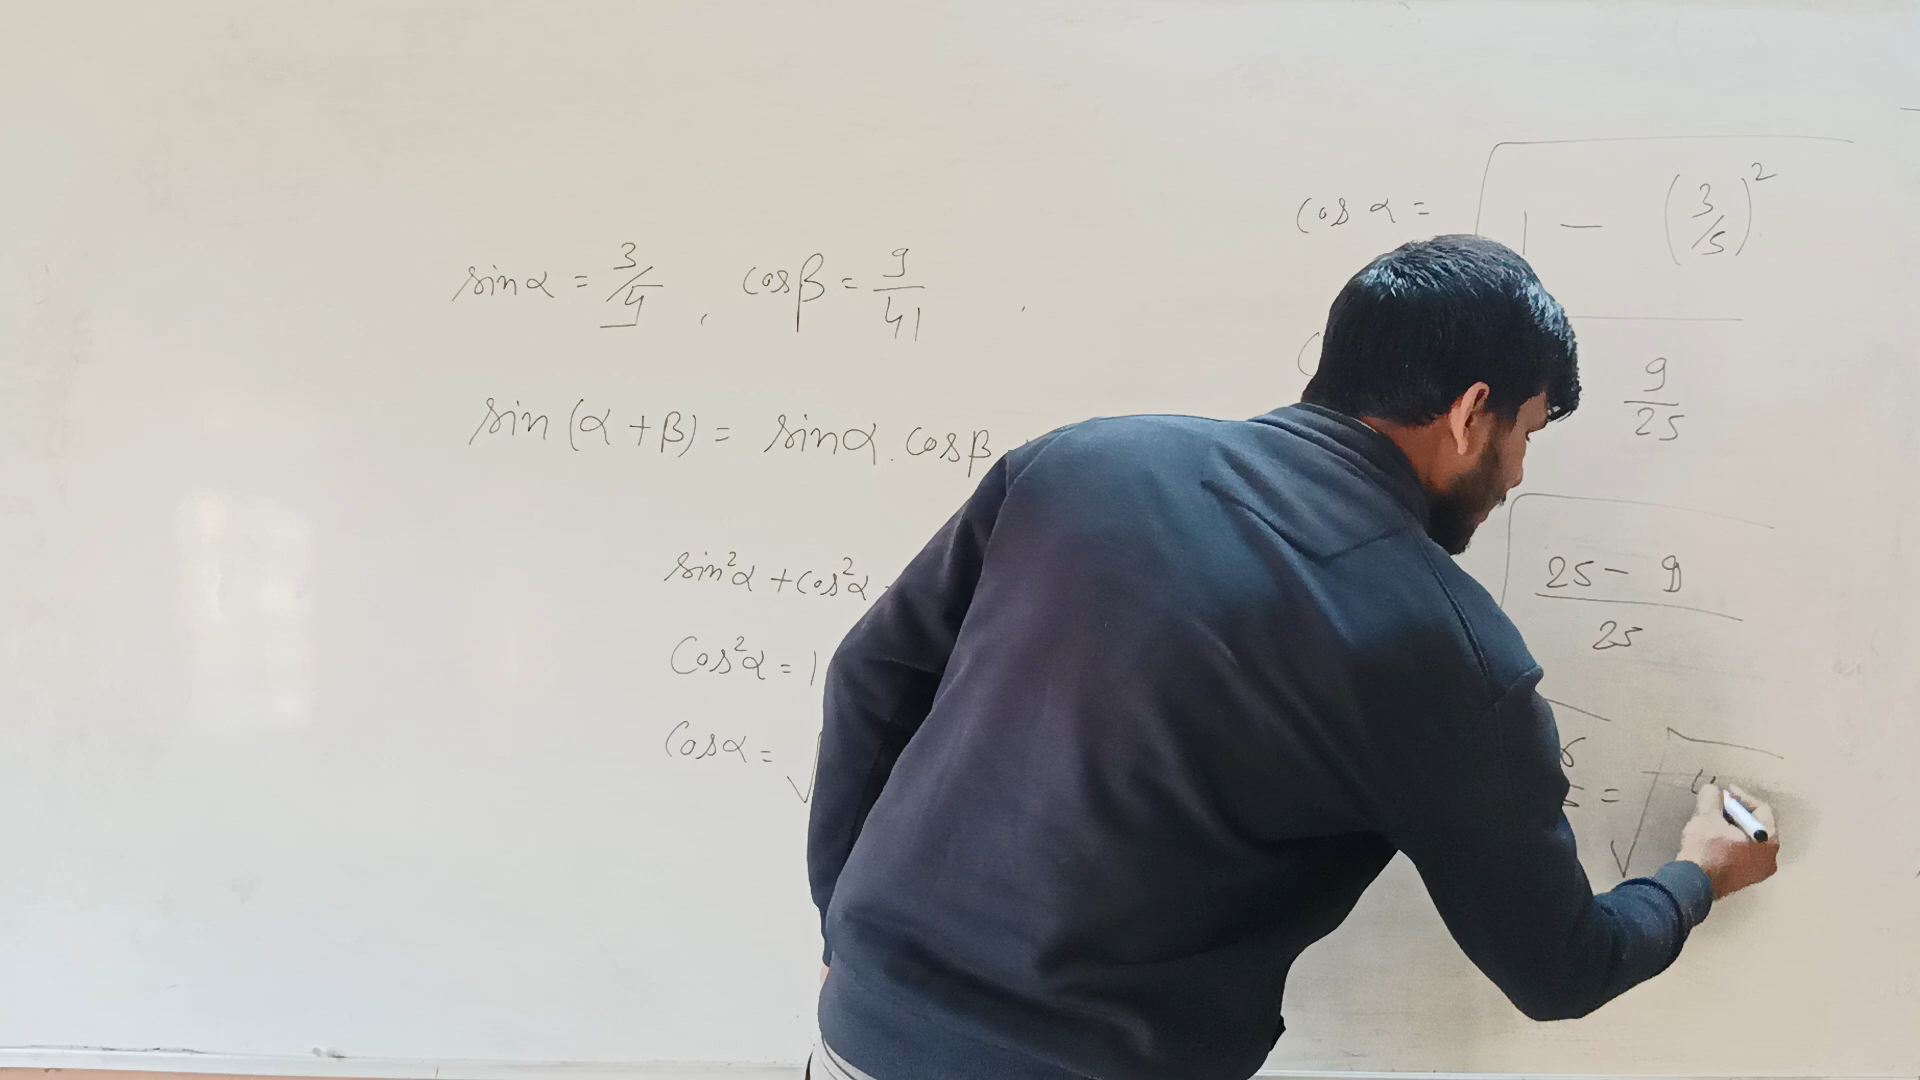 sinα = 3/4 , cosβ = 9/41
sin (α + β) = sinα . cosβ
sin²α + cos²α
Cos²α = 1
Cosα = √
Cos α = √ 1 − (3/5)²
9/25
√ 25 − 9 / 25
= √